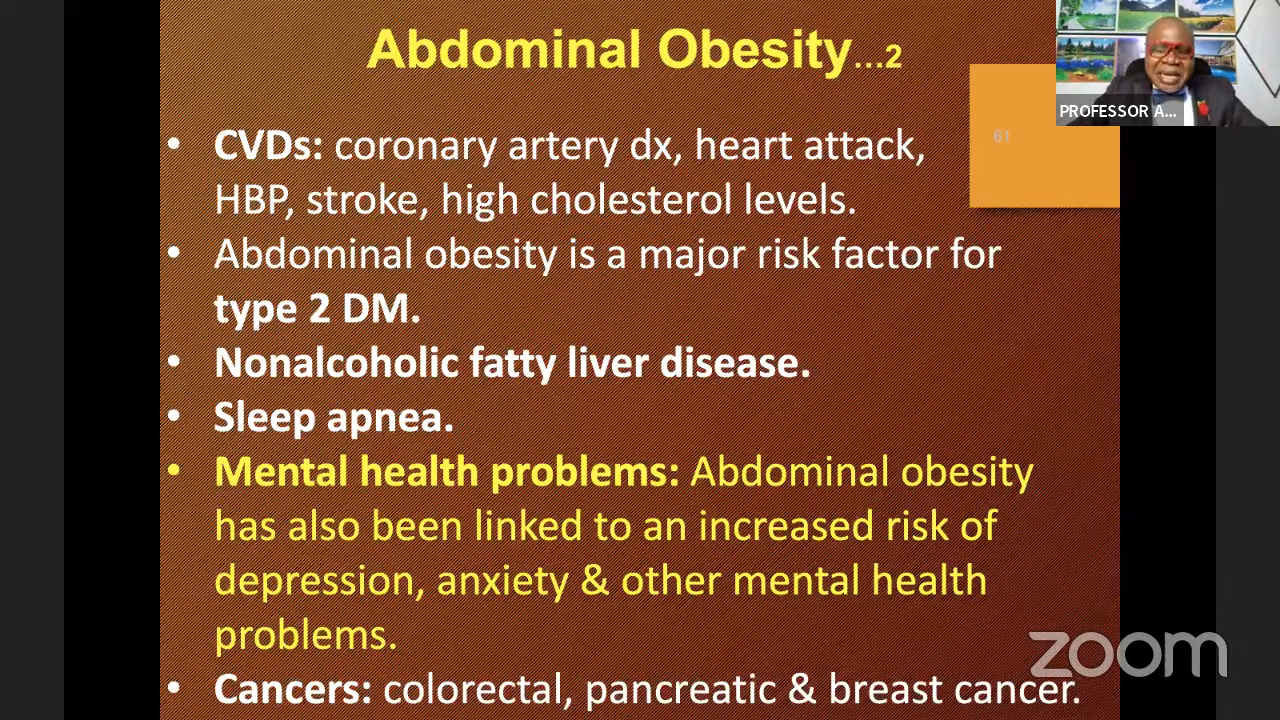 Abdominal Obesity...2
PROFESSOR A...
61
• CVDs: coronary artery dx, heart attack,
HBP, stroke, high cholesterol levels.
• Abdominal obesity is a major risk factor for
type 2 DM.
• Nonalcoholic fatty liver disease.
• Sleep apnea.
• Mental health problems: Abdominal obesity
has also been linked to an increased risk of
depression, anxiety & other mental health
problems.
• Cancers: colorectal, pancreatic & breast cancer.
zoom